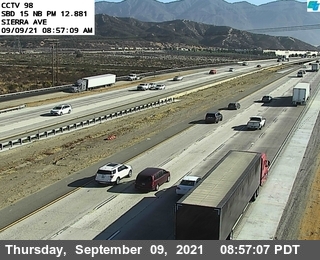 CCTV 98
SBD 15 NB PM 12.881
SIERRA AVE
09/09/21 08:57:09 AM
Thursday, September 09, 2021 08:57:07 PDT